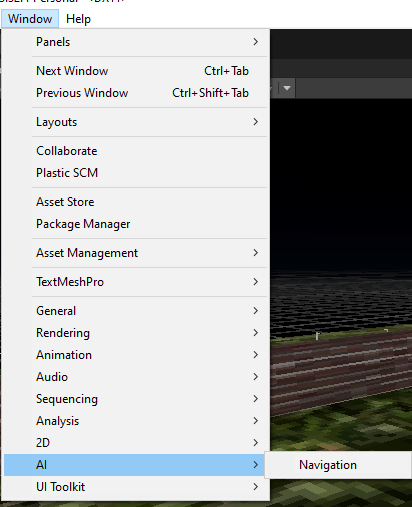 Window Help
Panels
Next Window Ctrl+Tab
Previous Window Ctrl+Shift+Tab
Layouts
Collaborate
Plastic SCM
Asset Store
Package Manager
Asset Management
TextMeshPro
General
Rendering
Animation
Audio
Sequencing
Analysis
2D
AI
Navigation
UI Toolkit